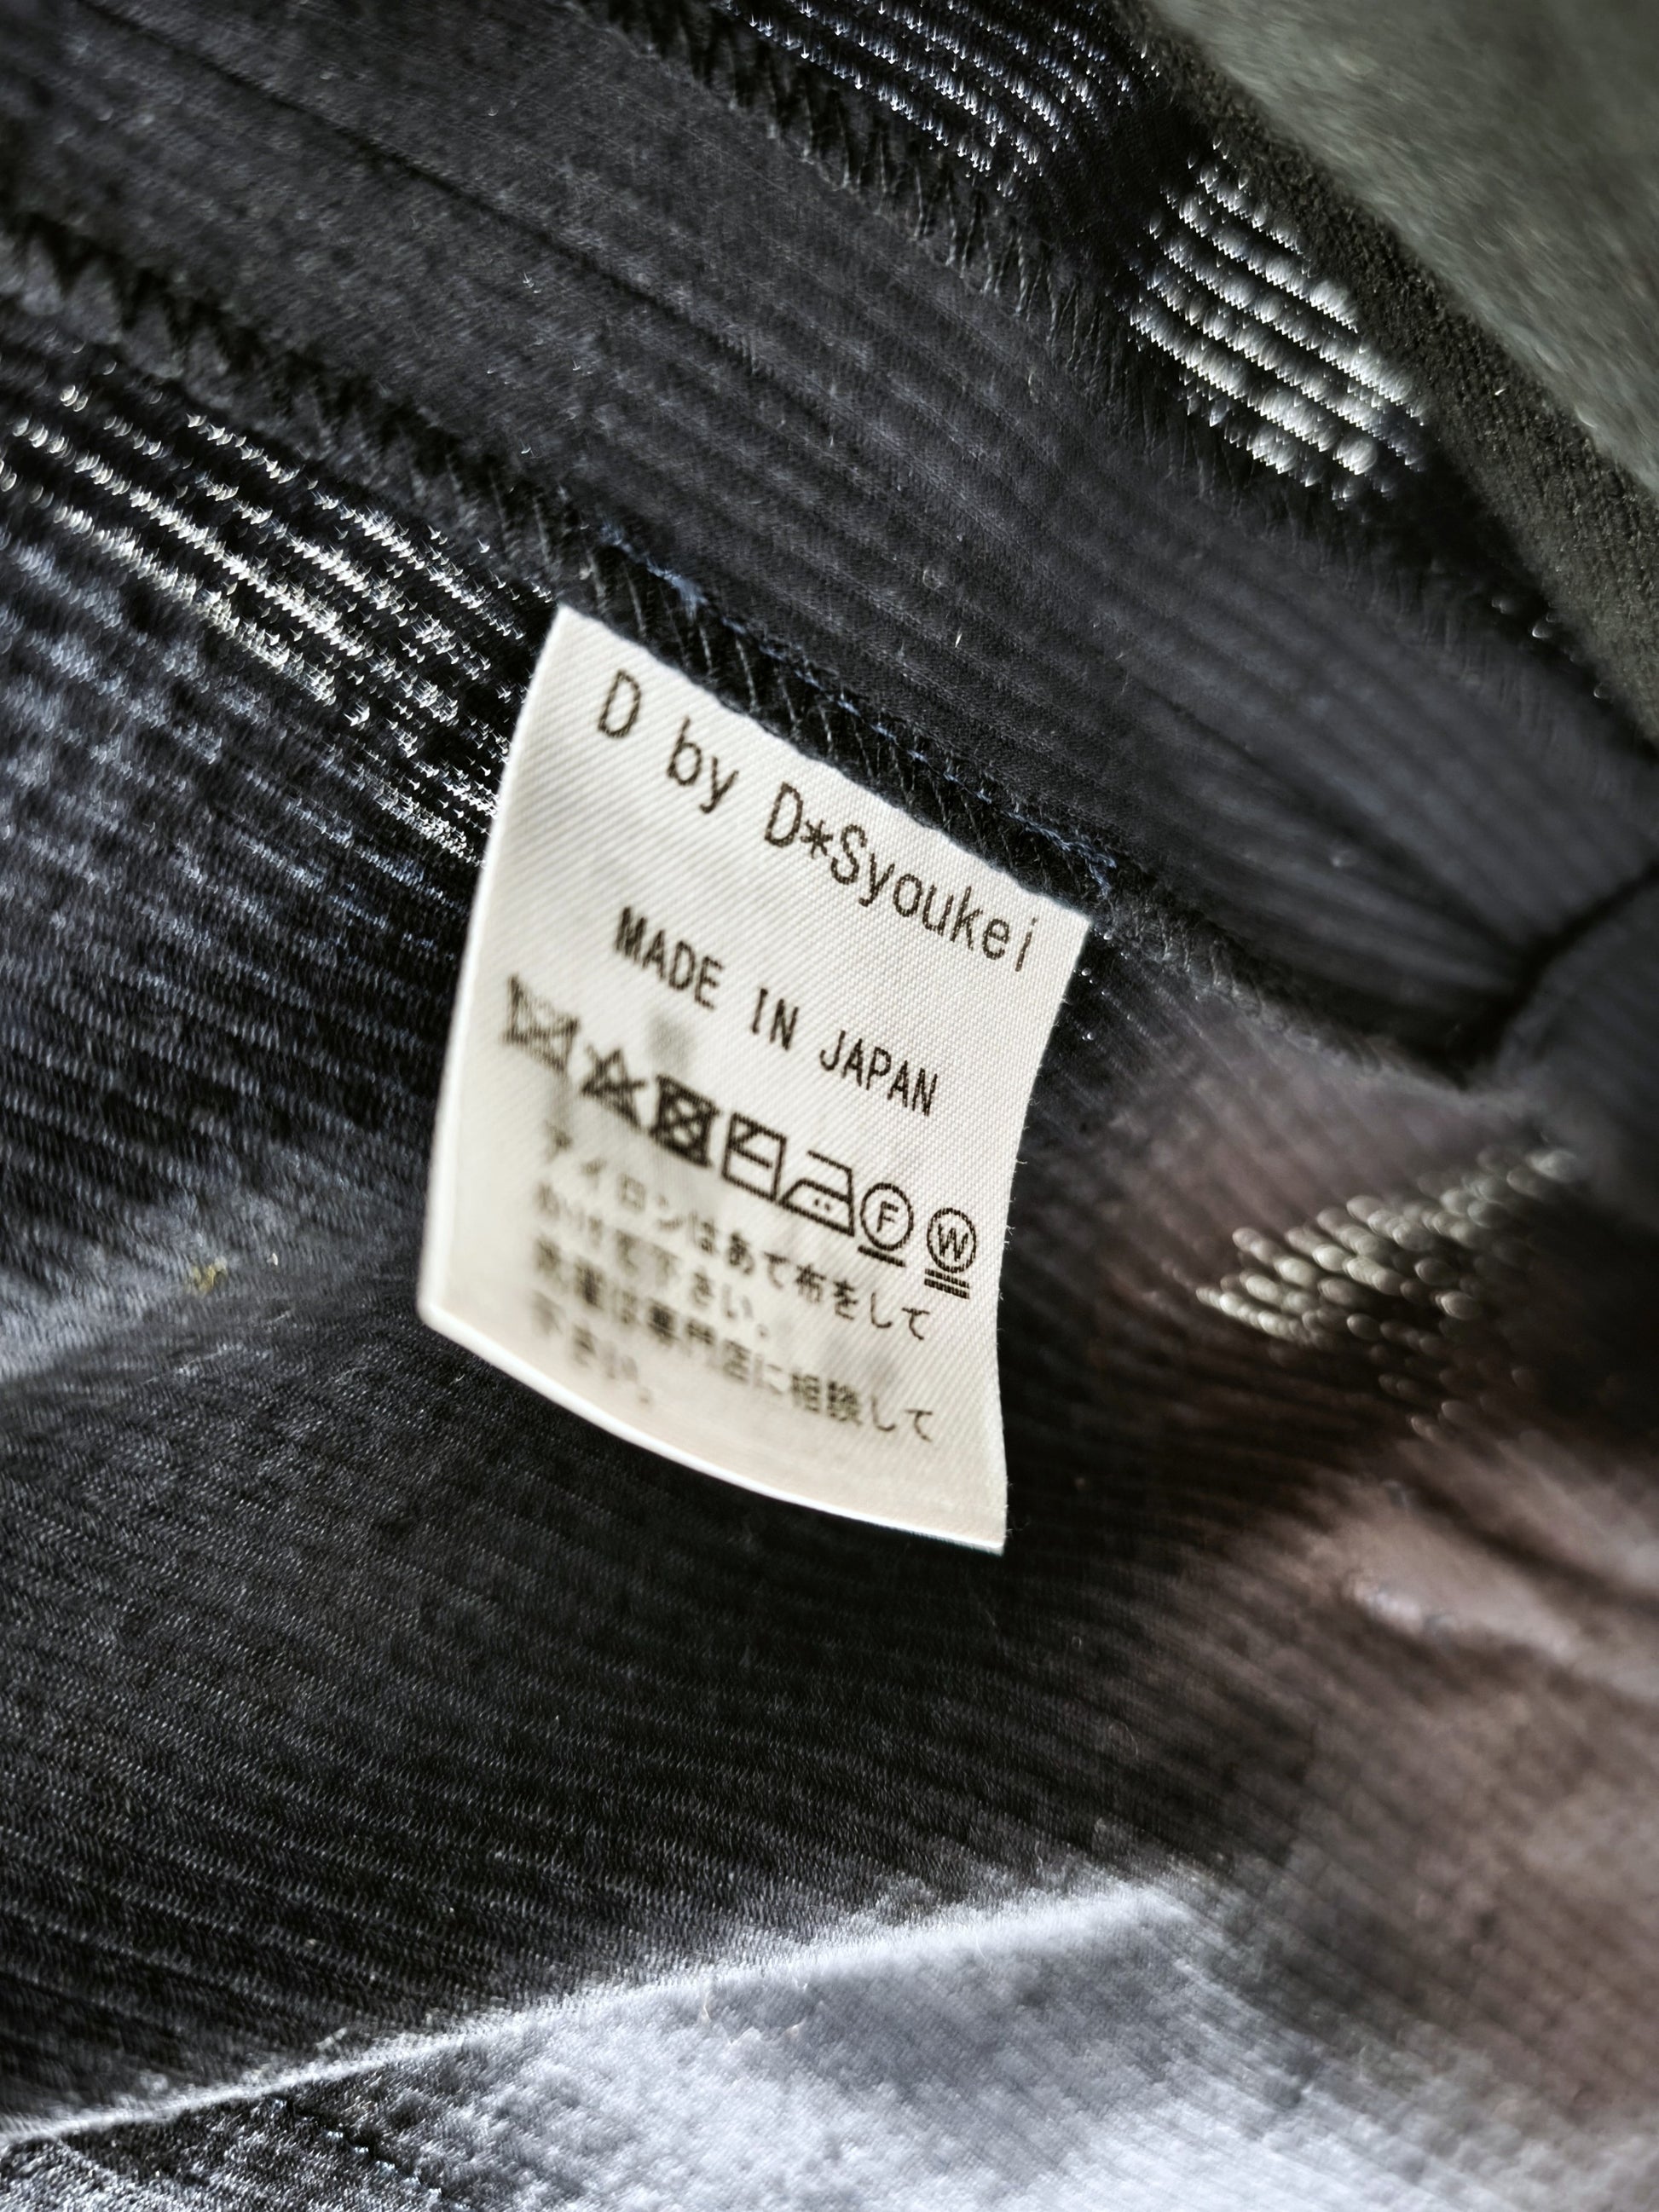 D by D*Syoukei
MADE IN JAPAN
F W
アイロンはあて布をして
かけて下さい。
洗濯は専門店に相談して
下さい。